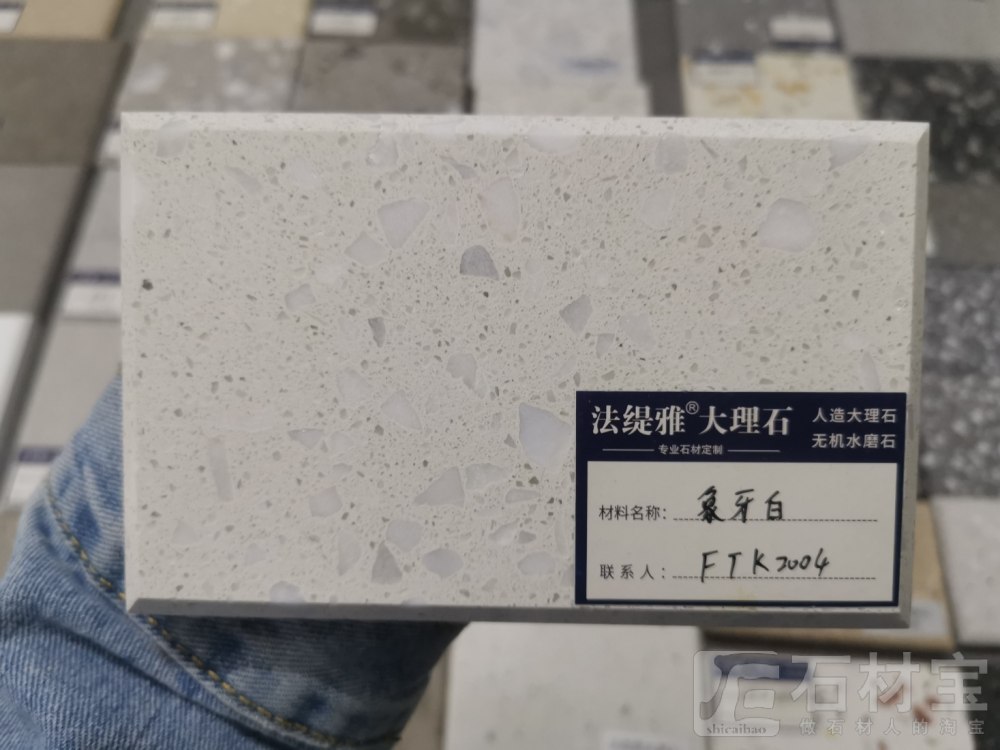 法缇雅®大理石
专业石材定制
人造大理石
无机水磨石
材料名称：象牙白
联系人：FTK2004
石材宝
shicaibao
做石材人的淘宝